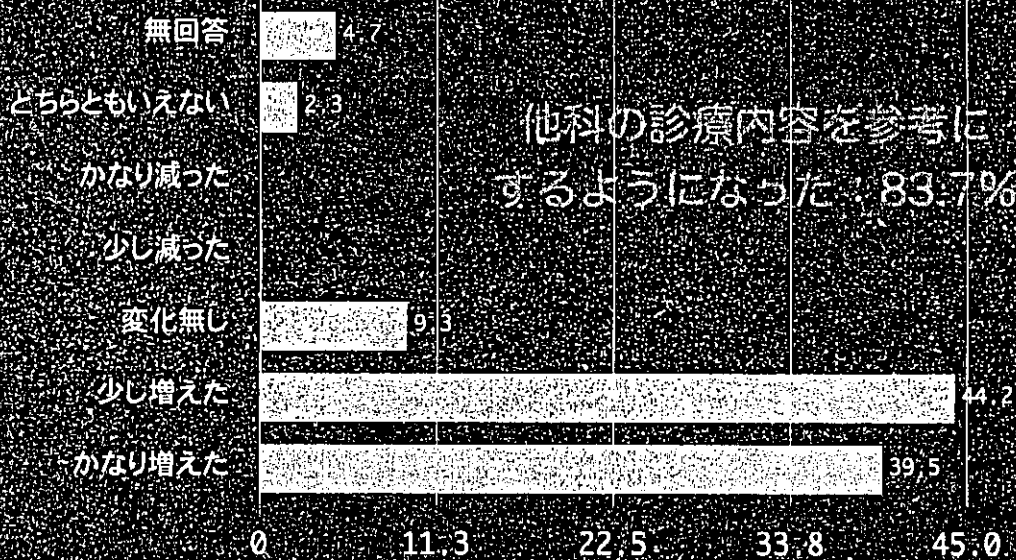 無回答 4.7
どちらともいえない 2.3
他科の診療内容を参考に
かなり減った
するようになった:83.7%
少し減った
変化無し 9.3
少し増えた 44.2
かなり増えた 39.5
0 11.3 22.5 33.8 45.0